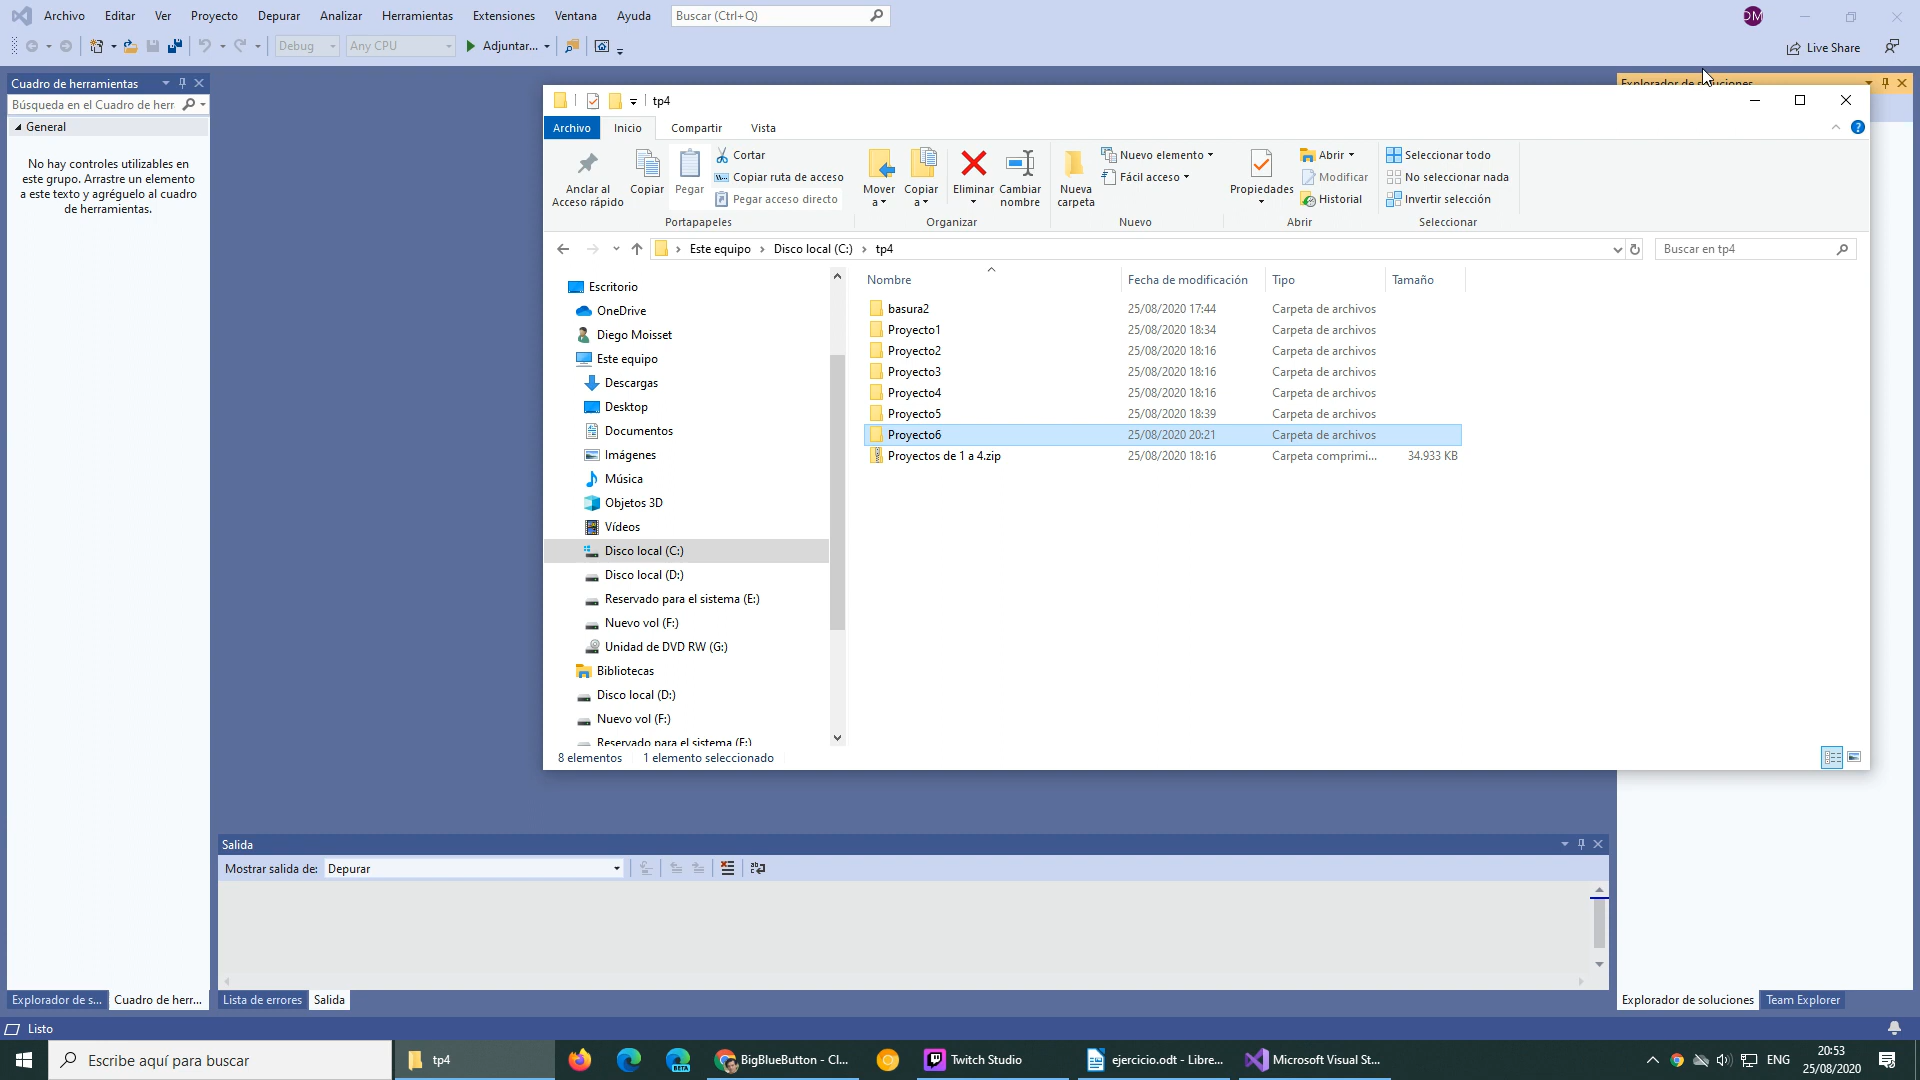 Archivo Editar Ver Proyecto Depurar Analizar Herramientas Extensiones Ventana Ayuda Buscar (Ctrl+Q) DM
Debug Any CPU Adjuntar... Live Share
Cuadro de herramientas
Búsqueda en el Cuadro de herr
General
No hay controles utilizables en
este grupo. Arrastre un elemento
a este texto y agréguelo al cuadro
de herramientas.
tp4
Archivo Inicio Compartir Vista
Anclar al
Acceso rápido
Copiar
Pegar
Cortar
Copiar ruta de acceso
Pegar acceso directo
Portapapeles
Mover
a
Copiar
a
Eliminar
Cambiar
nombre
Organizar
Nueva
carpeta
Nuevo elemento
Fácil acceso
Nuevo
Propiedades
Abrir
Modificar
Historial
Abrir
Seleccionar todo
No seleccionar nada
Invertir selección
Seleccionar
Este equipo Disco local (C:) tp4
Buscar en tp4
Escritorio
OneDrive
Diego Moisset
Este equipo
Descargas
Desktop
Documentos
Imágenes
Música
Objetos 3D
Vídeos
Disco local (C:)
Disco local (D:)
Reservado para el sistema (E:)
Nuevo vol (F:)
Unidad de DVD RW (G:)
Bibliotecas
Disco local (D:)
Nuevo vol (F:)
Reservado para el sistema (E:)
Nombre Fecha de modificación Tipo Tamaño
basura2 25/08/2020 17:44 Carpeta de archivos
Proyecto1 25/08/2020 18:34 Carpeta de archivos
Proyecto2 25/08/2020 18:16 Carpeta de archivos
Proyecto3 25/08/2020 18:16 Carpeta de archivos
Proyecto4 25/08/2020 18:16 Carpeta de archivos
Proyecto5 25/08/2020 18:39 Carpeta de archivos
Proyecto6 25/08/2020 20:21 Carpeta de archivos
Proyectos de 1 a 4.zip 25/08/2020 18:16 Carpeta comprimi... 34.933 KB
8 elementos 1 elemento seleccionado
Salida
Mostrar salida de: Depurar
Explorador de s... Cuadro de herr...
Lista de errores Salida
Explorador de soluciones Team Explorer
Listo
Escribe aquí para buscar
tp4
BETA
BigBlueButton - Cl...
Twitch Studio
ejercicio.odt - Libre...
Microsoft Visual St...
ENG
20:53
25/08/2020